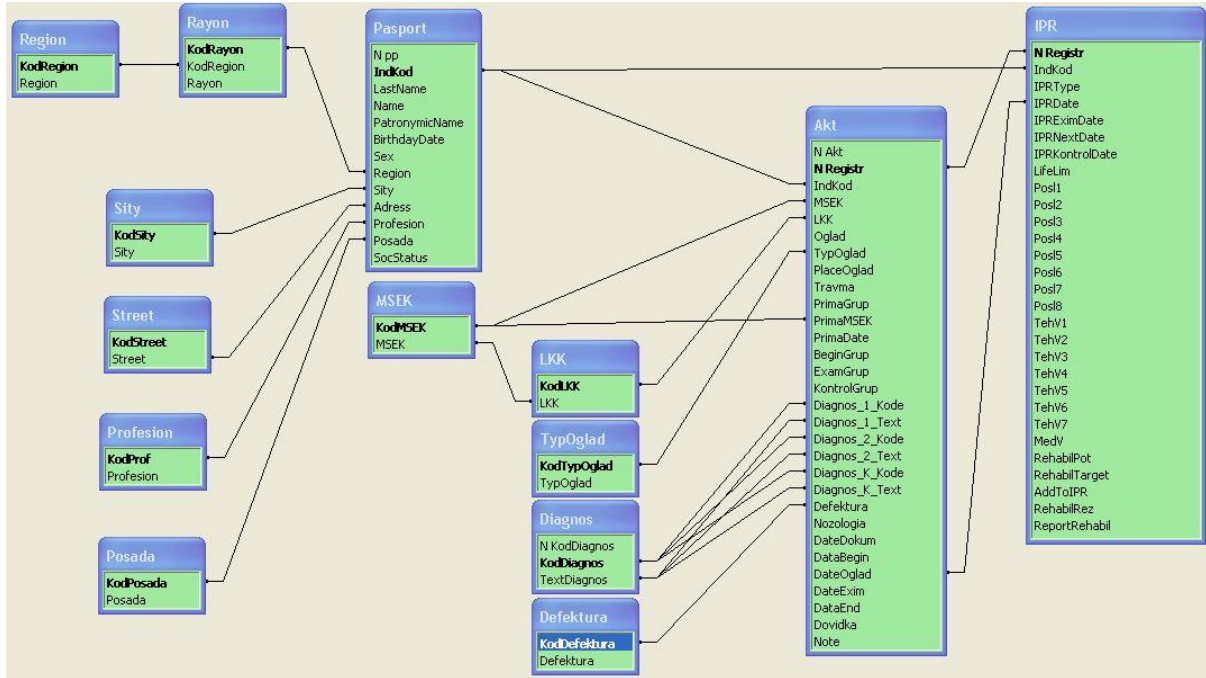 Region
KodRegion
Region
Rayon
KodRayon
KodRegion
Rayon
Pasport
N pp
IndKod
LastName
Name
PatronymicName
BirthdayDate
Sex
Region
Sity
Adress
Profesion
Posada
SocStatus
Sity
KodSity
Sity
Street
KodStreet
Street
Profesion
KodProf
Profesion
Posada
KodPosada
Posada
MSEK
KodMSEK
MSEK
LKK
KodLKK
LKK
TypOglad
KodTypOglad
TypOglad
Diagnos
N KodDiagnos
KodDiagnos
TextDiagnos
Defektura
KodDefektura
Defektura
Akt
N Akt
N Registr
IndKod
MSEK
LKK
Oglad
TypOglad
PlaceOglad
Travma
PrimaGrup
PrimaMSEK
PrimaDate
BeginGrup
ExamGrup
KontrolGrup
Diagnos_1_Kode
Diagnos_1_Text
Diagnos_2_Kode
Diagnos_2_Text
Diagnos_K_Kode
Diagnos_K_Text
Defektura
Nozologia
DateDokum
DataBegin
DateOglad
DateExim
DataEnd
Dovidka
Note
IPR
N Registr
IndKod
IPRType
IPRDate
IPREximDate
IPRNextDate
IPRKontrolDate
LifeLim
Posl1
Posl2
Posl3
Posl4
Posl5
Posl6
Posl7
Posl8
TehV1
TehV2
TehV3
TehV4
TehV5
TehV6
TehV7
MedV
RehabilPot
RehabilTarget
AddToIPR
RehabilRez
ReportRehabil